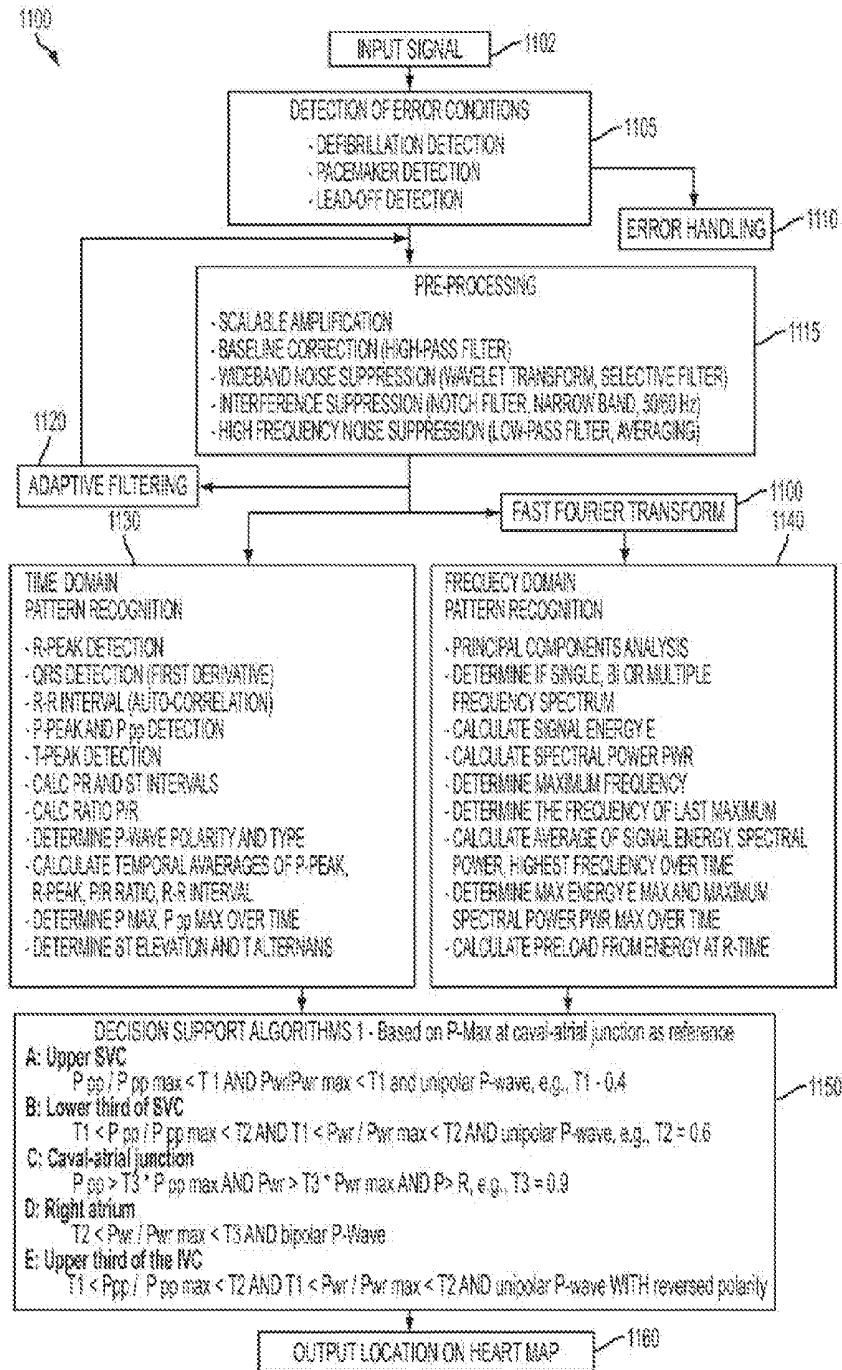 1100
INPUT SIGNAL
1102
DETECTION OF ERROR CONDITIONS
- DEFIBRILLATION DETECTION
- PACEMAKER DETECTION
- LEAD-OFF DETECTION
1105
ERROR HANDLING
1110
PRE-PROCESSING
- SCALABLE AMPLIFICATION
- BASELINE CORRECTION (HIGH-PASS FILTER)
- WIDEBAND NOISE SUPPRESSION (WAVELET TRANSFORM, SELECTIVE FILTER)
- INTERFERENCE SUPPRESSION (NOTCH FILTER, NARROW BAND, 50/60 Hz)
- HIGH FREQUENCY NOISE SUPPRESSION (LOW-PASS FILTER, AVERAGING)
1115
1120
ADAPTIVE FILTERING
FAST FOURIER TRANSFORM
1100
1130
TIME DOMAIN
PATTERN RECOGNITION
- R-PEAK DETECTION
- QRS DETECTION (FIRST DERIVATIVE)
- R-R INTERVAL (AUTO-CORRELATION)
- P-PEAK AND P pp DETECTION
- T-PEAK DETECTION
- CALC PR AND ST INTERVALS
- CALC RATIO P/R
- DETERMINE P-WAVE POLARITY AND TYPE
- CALCULATE TEMPORAL AVAERAGES OF P-PEAK,
R-PEAK, P/R RATIO, R-R INTERVAL
- DETERMINE P MAX, P pp MAX OVER TIME
- DETERMINE ST ELEVATION AND T ALTERNANS
1140
FREQUECY DOMAIN
PATTERN RECOGNITION
- PRINCIPAL COMPONENTS ANALYSIS
- DETERMINE IF SINGLE, BI OR MULTIPLE
FREQUENCY SPECTRUM
- CALCULATE SIGNAL ENERGY E
- CALCULATE SPECTRAL POWER PWR
- DETERMINE MAXIMUM FREQUENCY
- DETERMINE THE FREQUENCY OF LAST MAXIMUM
- CALCULATE AVERAGE OF SIGNAL ENERGY, SPECTRAL
POWER, HIGHEST FREQUENCY OVER TIME
- DETERMINE MAX ENERGY E MAX AND MAXIMUM
SPECTRAL POWER PWR MAX OVER TIME
- CALCULATE PRELOAD FROM ENERGY AT R-TIME
DECISION SUPPORT ALGORITHMS 1 - Based on P-Max at caval-atrial junction as reference
A: Upper SVC
P pp / P pp max < T 1 AND Pwr/Pwr max < T1 and unipolar P-wave, e.g., T1 - 0.4
B: Lower third of SVC
T1 < P pp / P pp max < T2 AND T1 < Pwr / Pwr max < T2 AND unipolar P-wave, e.g., T2 = 0.6
C: Caval-atrial junction
P pp > T3 * P pp max AND Pwr > T3 * Pwr max AND P> R, e.g., T3 = 0.9
D: Right atrium
T2 < Pwr / Pwr max < T3 AND bipolar P-Wave
E: Upper third of the IVC
T1 < Ppp / P pp max < T2 AND T1 < Pwr / Pwr max < T2 AND unipolar P-wave WITH reversed polarity
1150
OUTPUT LOCATION ON HEART MAP
1160